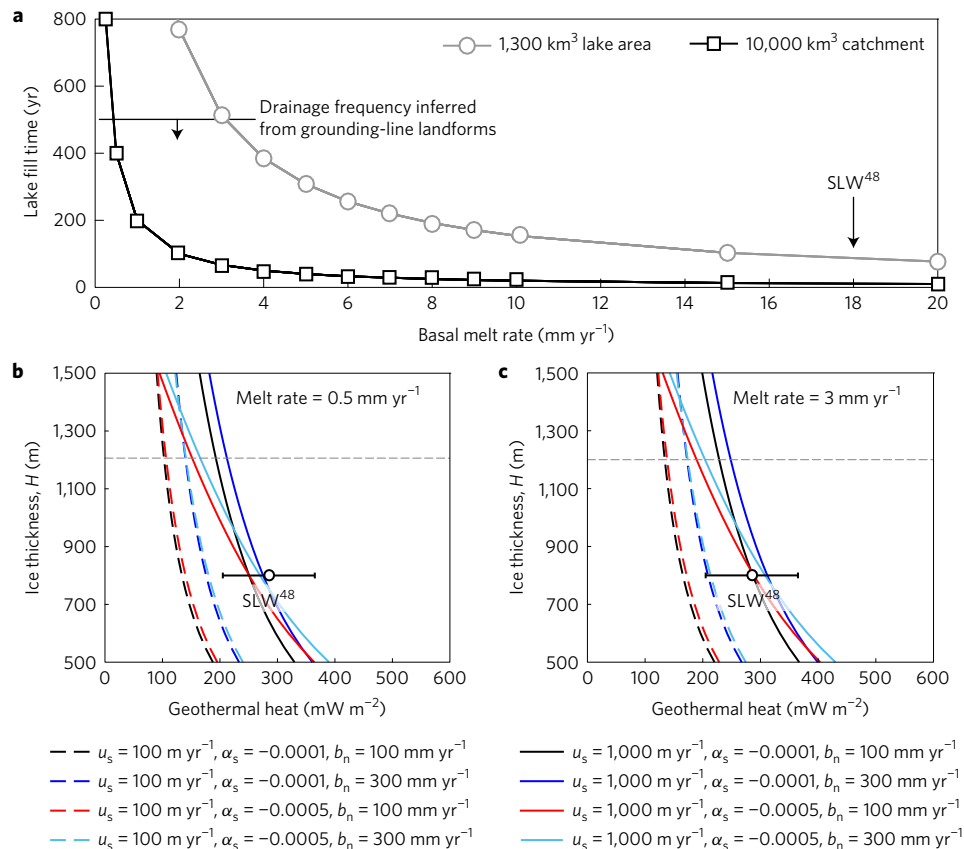 a
800
600
400
200
0
Lake fill time (yr)
1,300 km³ lake area
10,000 km³ catchment
Drainage frequency inferred
from grounding-line landforms
SLW⁴⁸
0 2 4 6 8 10 12 14 16 18 20
Basal melt rate (mm yr⁻¹)
b
1,500
1,300
1,100
900
700
500
Ice thickness, H (m)
Melt rate = 0.5 mm yr⁻¹
SLW⁴⁸
0 100 200 300 400 500 600
Geothermal heat (mW m⁻²)
c
1,500
1,300
1,100
900
700
500
Ice thickness, H (m)
Melt rate = 3 mm yr⁻¹
SLW⁴⁸
0 100 200 300 400 500 600
Geothermal heat (mW m⁻²)
uₛ = 100 m yr⁻¹, αₛ = −0.0001, bₙ = 100 mm yr⁻¹
uₛ = 100 m yr⁻¹, αₛ = −0.0001, bₙ = 300 mm yr⁻¹
uₛ = 100 m yr⁻¹, αₛ = −0.0005, bₙ = 100 mm yr⁻¹
uₛ = 100 m yr⁻¹, αₛ = −0.0005, bₙ = 300 mm yr⁻¹
uₛ = 1,000 m yr⁻¹, αₛ = −0.0001, bₙ = 100 mm yr⁻¹
uₛ = 1,000 m yr⁻¹, αₛ = −0.0001, bₙ = 300 mm yr⁻¹
uₛ = 1,000 m yr⁻¹, αₛ = −0.0005, bₙ = 100 mm yr⁻¹
uₛ = 1,000 m yr⁻¹, αₛ = −0.0005, bₙ = 300 mm yr⁻¹